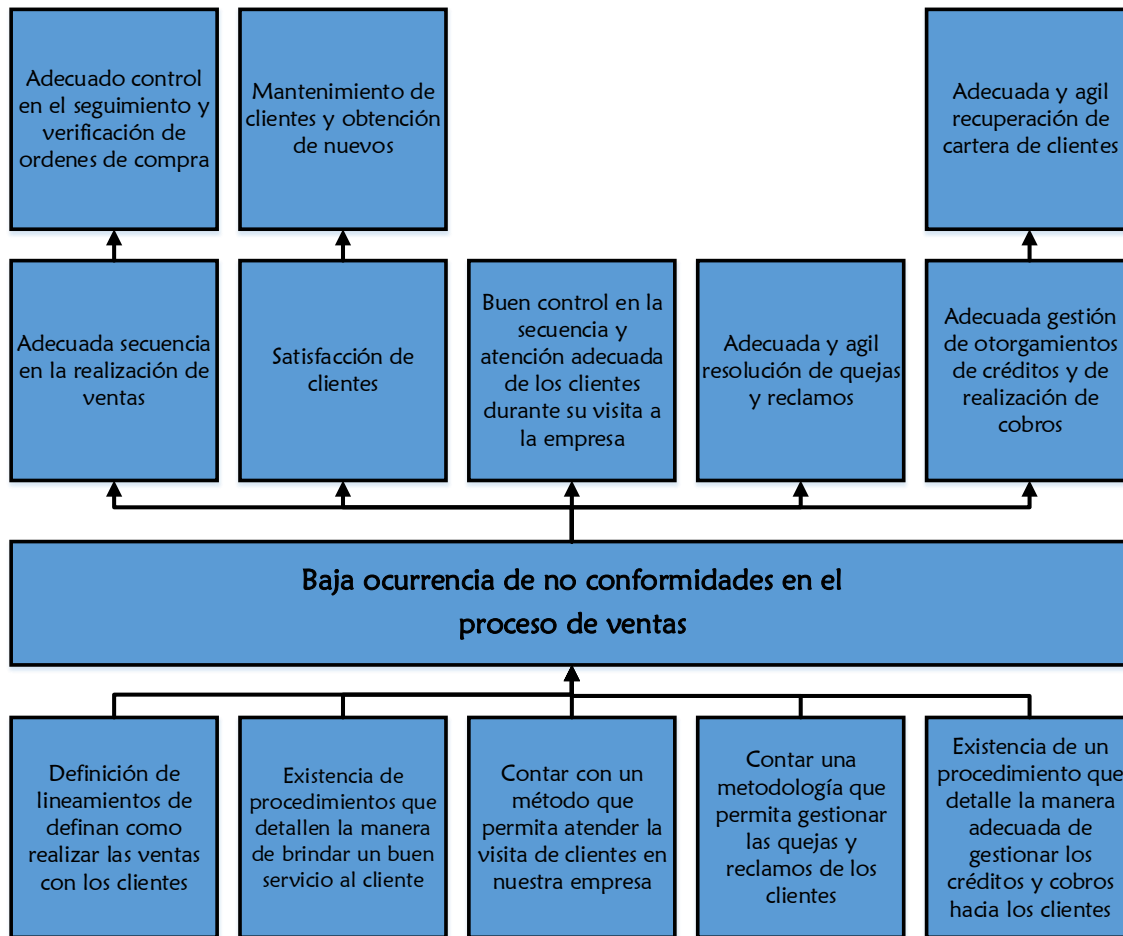 Adecuado control
en el seguimiento y
verificación de
ordenes de compra
Mantenimiento de
clientes y obtención
de nuevos
Adecuada y agil
recuperación de
cartera de clientes
Adecuada secuencia
en la realización de
ventas
Satisfacción de
clientes
Buen control en la
secuencia y
atención adecuada
de los clientes
durante su visita a
la empresa
Adecuada y agil
resolución de quejas
y reclamos
Adecuada gestión
de otorgamientos
de créditos y de
realización de
cobros
Baja ocurrencia de no conformidades en el
proceso de ventas
Definición de
lineamientos de
definan como
realizar las ventas
con los clientes
Existencia de
procedimientos que
detallen la manera
de brindar un buen
servicio al cliente
Contar con un
método que
permita atender la
visita de clientes en
nuestra empresa
Contar una
metodología que
permita gestionar
las quejas y
reclamos de los
clientes
Existencia de un
procedimiento que
detalle la manera
adecuada de
gestionar los
créditos y cobros
hacia los clientes